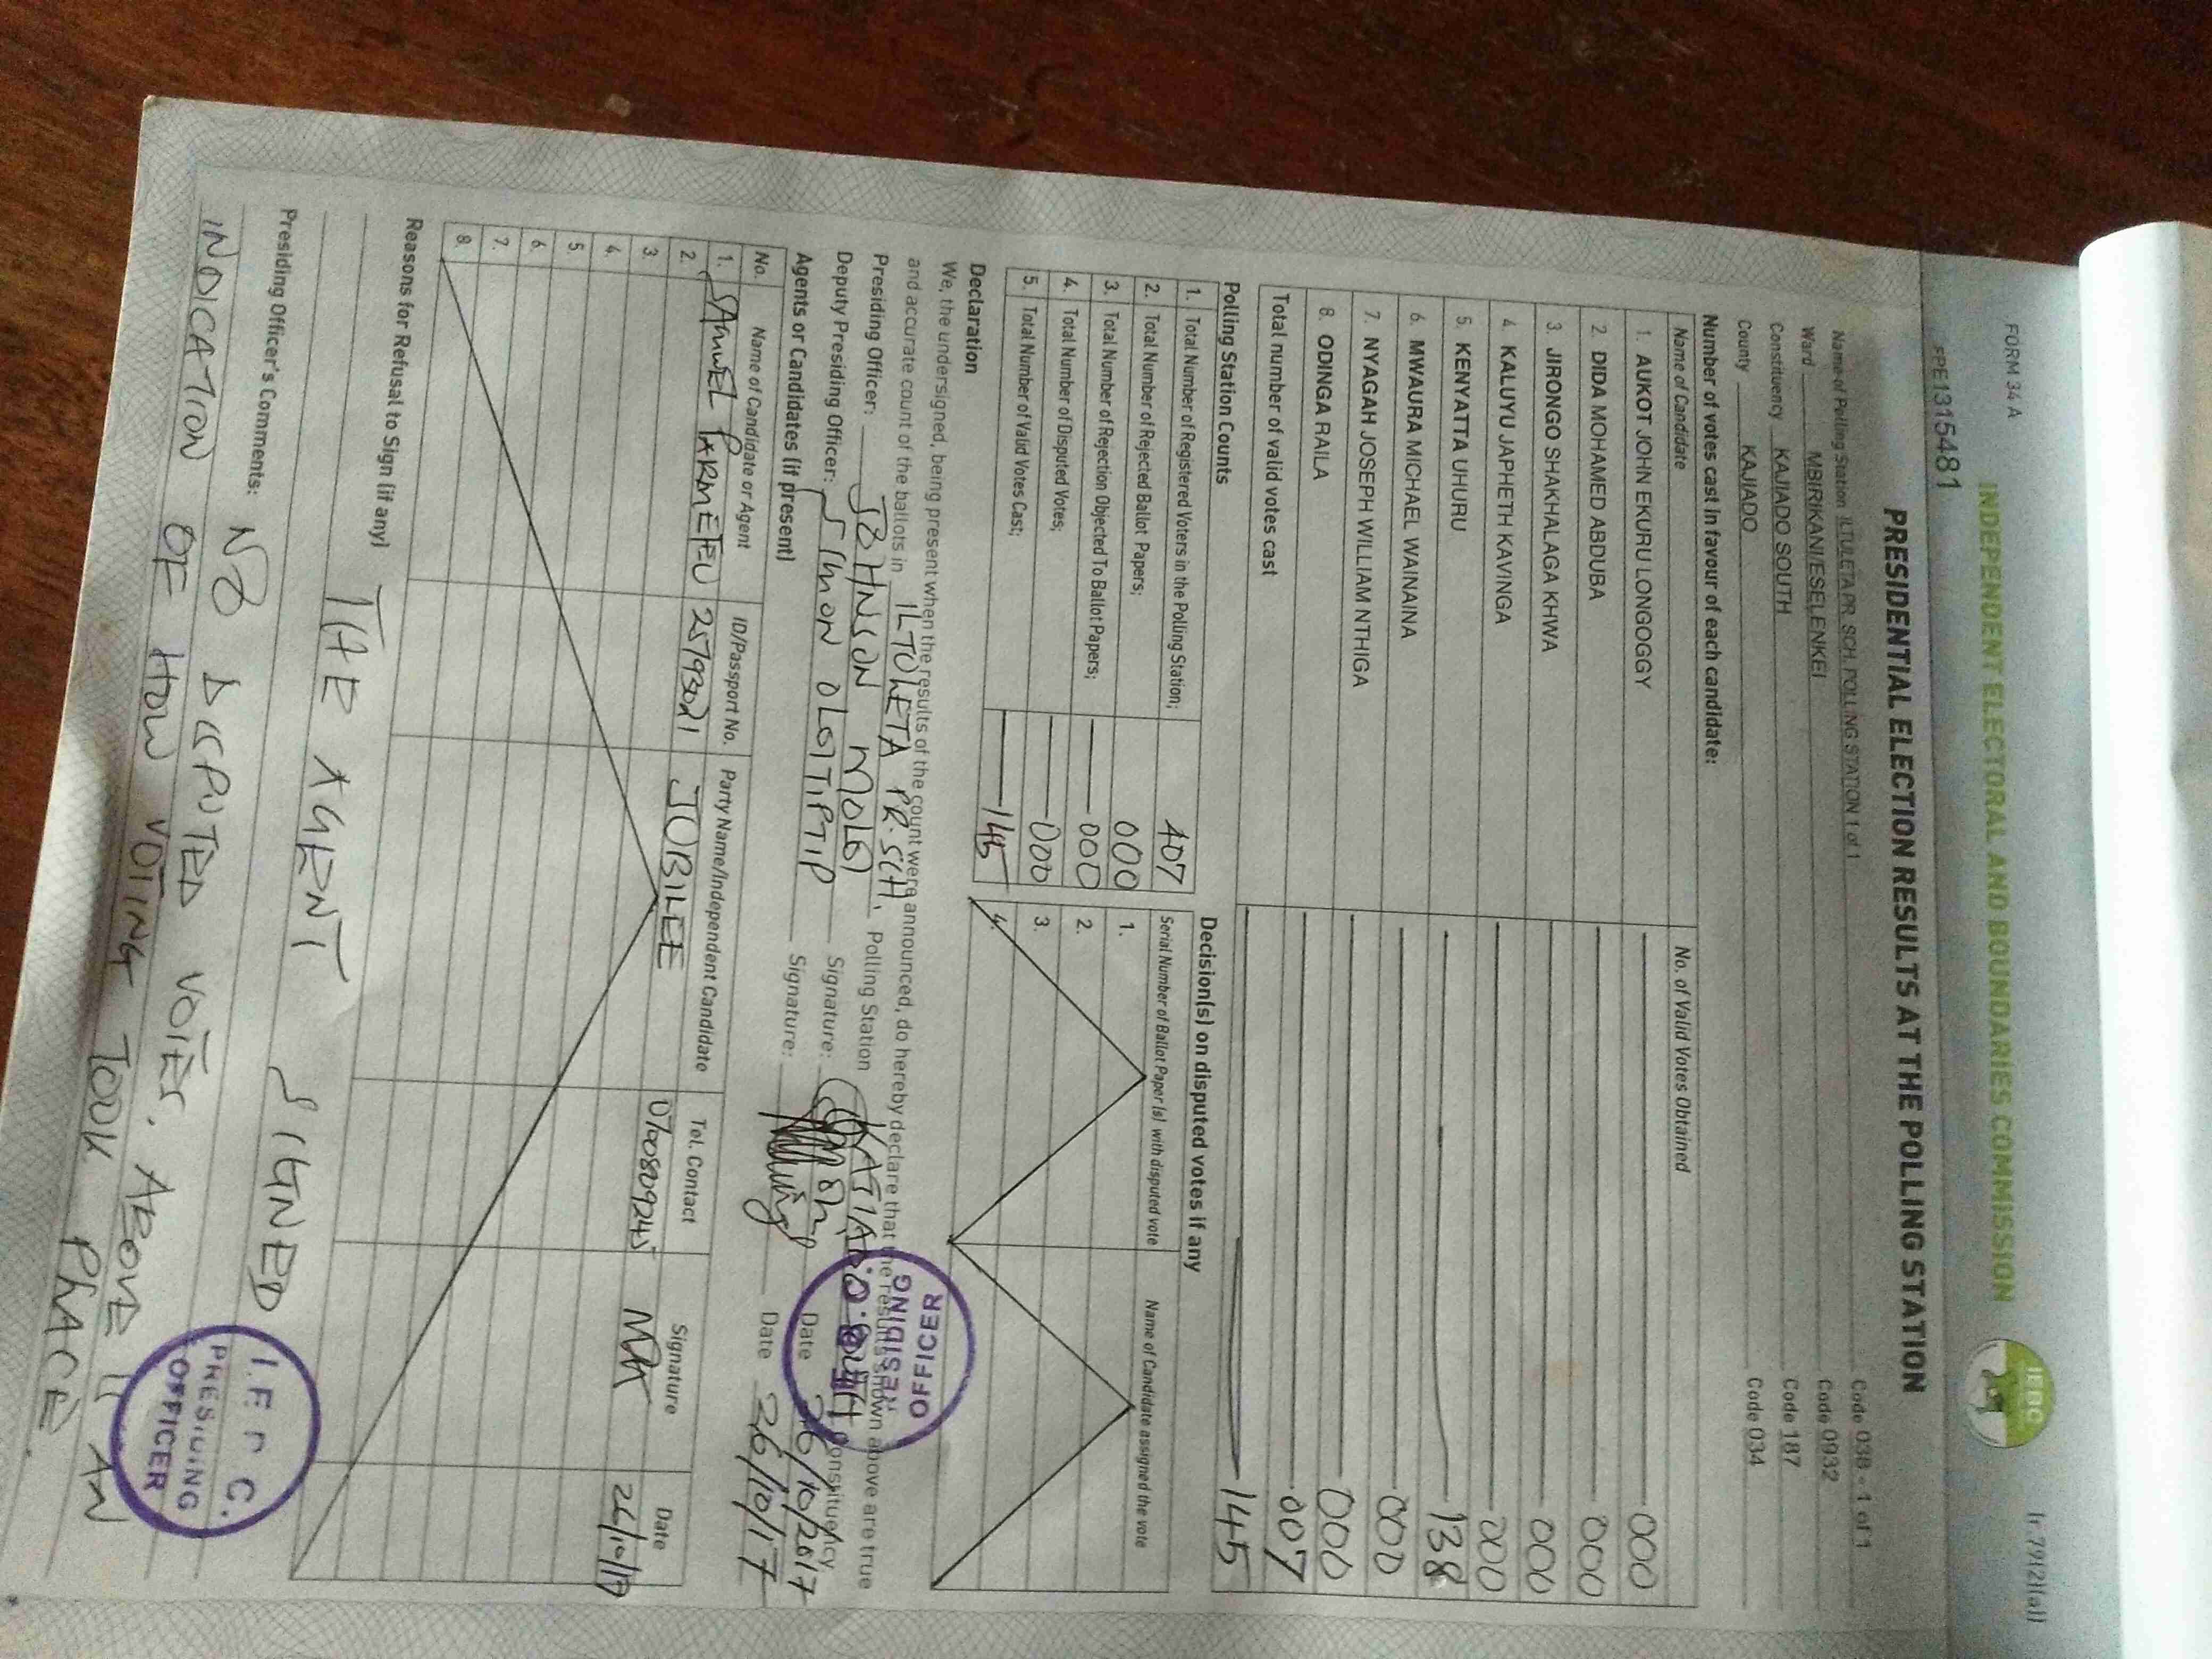 FORM 34 A
(r.79(2)(a))
FPE1315481
INDEPENDENT ELECTORAL AND BOUNDARIES COMMISSION
IEBC
PRESIDENTIAL ELECTION RESULTS AT THE POLLING STATION
Name of Polling Station ILTULETA PR. SCH. POLLING STATION 1 of 1 Code 038 - 1 of 1
Ward MBIRIKANI/ESELENKEI Code 0932
Constituency KAJIADO SOUTH Code 187
County KAJIADO Code 034
Number of votes cast in favour of each candidate:
Name of Candidate No. of Valid Votes Obtained
1. AUKOT JOHN EKURU LONGOGGY 000
2. DIDA MOHAMED ABDUBA 000
3. JIRONGO SHAKHALAGA KHWA 000
4. KALUYU JAPHETH KAVINGA 000
5. KENYATTA UHURU 138
6. MWAURA MICHAEL WAINAINA 000
7. NYAGAH JOSEPH WILLIAM NTHIGA 000
8. ODINGA RAILA 007
Total number of valid votes cast 145
Polling Station Counts
1. Total Number of Registered Voters in the Polling Station; 407
2. Total Number of Rejected Ballot Papers; 000
3. Total Number of Rejection Objected To Ballot Papers; 000
4. Total Number of Disputed Votes; 000
5. Total Number of Valid Votes Cast; 145
Decision(s) on disputed votes if any
Serial Number of Ballot Paper (s) with disputed vote Name of Candidate assigned the vote
1.
2.
3.
4.
Declaration
We, the undersigned, being present when the results of the count were announced, do hereby declare that the results shown above are true
and accurate count of the ballots in ILTOLETA PR. SCH. Polling Station KAJIADO SOUTH Constituency
Presiding Officer: JOHNSON MOLOI Signature: Date 26/10/2017
Deputy Presiding Officer: SIMON OLOITIPTIP Signature: Date 26/10/17
PRESIDING
OFFICER
Agents or Candidates (if present)
No. Name of Candidate or Agent ID/Passport No. Party Name/Independent Candidate Tel. Contact Signature Date
1. SAMUEL PARMETEU 25793021 JUBILEE 0700809245 26/10/17
2.
3.
4.
5.
6.
7.
8.
Reasons for Refusal to Sign (if any)
THE AGENT SIGNED
Presiding Officer's Comments: NO DISPUTED VOTES, ABOVE IS AN
INDICATION OF HOW VOTING TOOK PLACE.
I.E.B.C.
PRESIDING
OFFICER